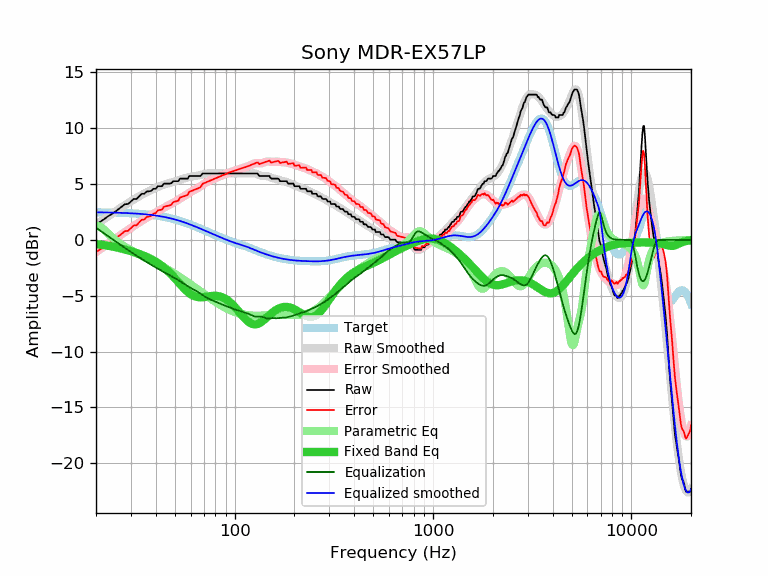 Sony MDR-EX57LP
15
10
5
0
−5
−10
−15
−20
Amplitude (dBr)
Target
Raw Smoothed
Error Smoothed
Raw
Error
Parametric Eq
Fixed Band Eq
Equalization
Equalized smoothed
100
1000
10000
Frequency (Hz)